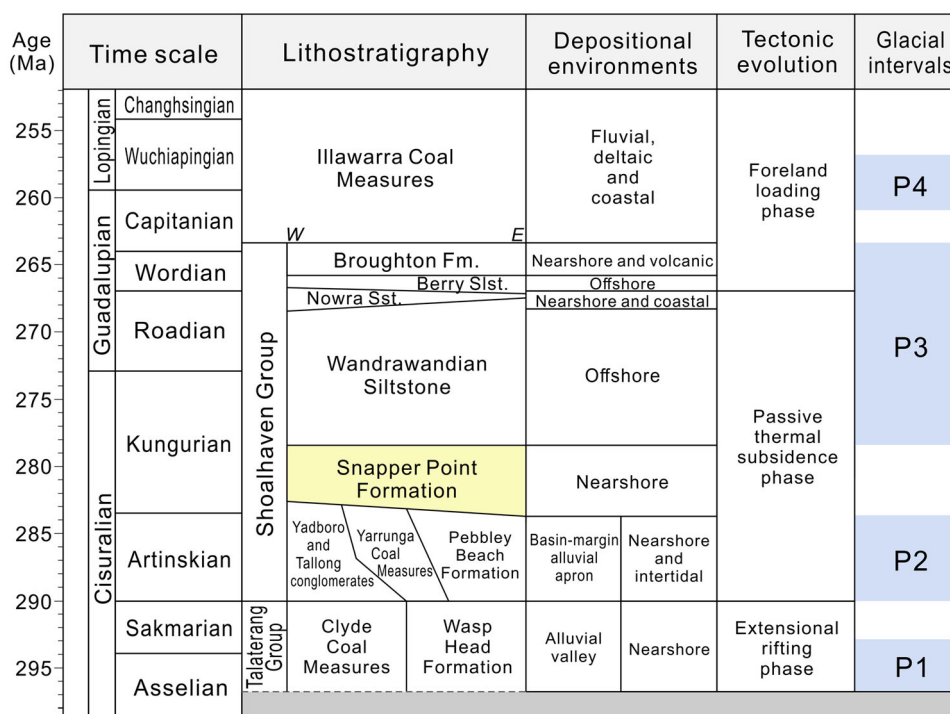 Age
(Ma)
Time scale
Lithostratigraphy
Depositional
environments
Tectonic
evolution
Glacial
intervals
255
260
265
270
275
280
285
290
295
Lopingian
Guadalupian
Cisuralian
Changhsingian
Wuchiapingian
Capitanian
Wordian
Roadian
Kungurian
Artinskian
Sakmarian
Asselian
Shoalhaven Group
Talaterang
Group
Illawarra Coal
Measures
W
E
Broughton Fm.
Berry Slst.
Nowra Sst.
Wandrawandian
Siltstone
Snapper Point
Formation
Yadboro
and
Tallong
conglomerates
Yarrunga
Coal
Measures
Pebbley
Beach
Formation
Clyde
Coal
Measures
Wasp
Head
Formation
Fluvial,
deltaic
and
coastal
Nearshore and volcanic
Offshore
Nearshore and coastal
Offshore
Nearshore
Basin-margin
alluvial
apron
Nearshore
and
intertidal
Alluvial
valley
Nearshore
Foreland
loading
phase
Passive
thermal
subsidence
phase
Extensional
rifting
phase
P4
P3
P2
P1